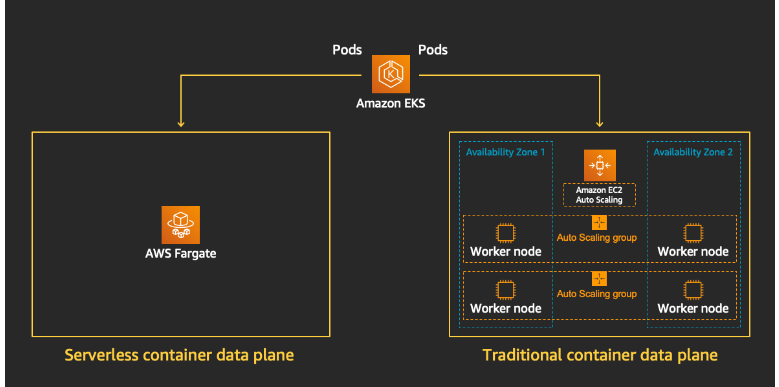 Pods
Pods
Amazon EKS
AWS Fargate
Serverless container data plane
Availability Zone 1
Availability Zone 2
Amazon EC2
Auto Scaling
Auto Scaling group
Worker node
Worker node
Auto Scaling group
Worker node
Worker node
Traditional container data plane